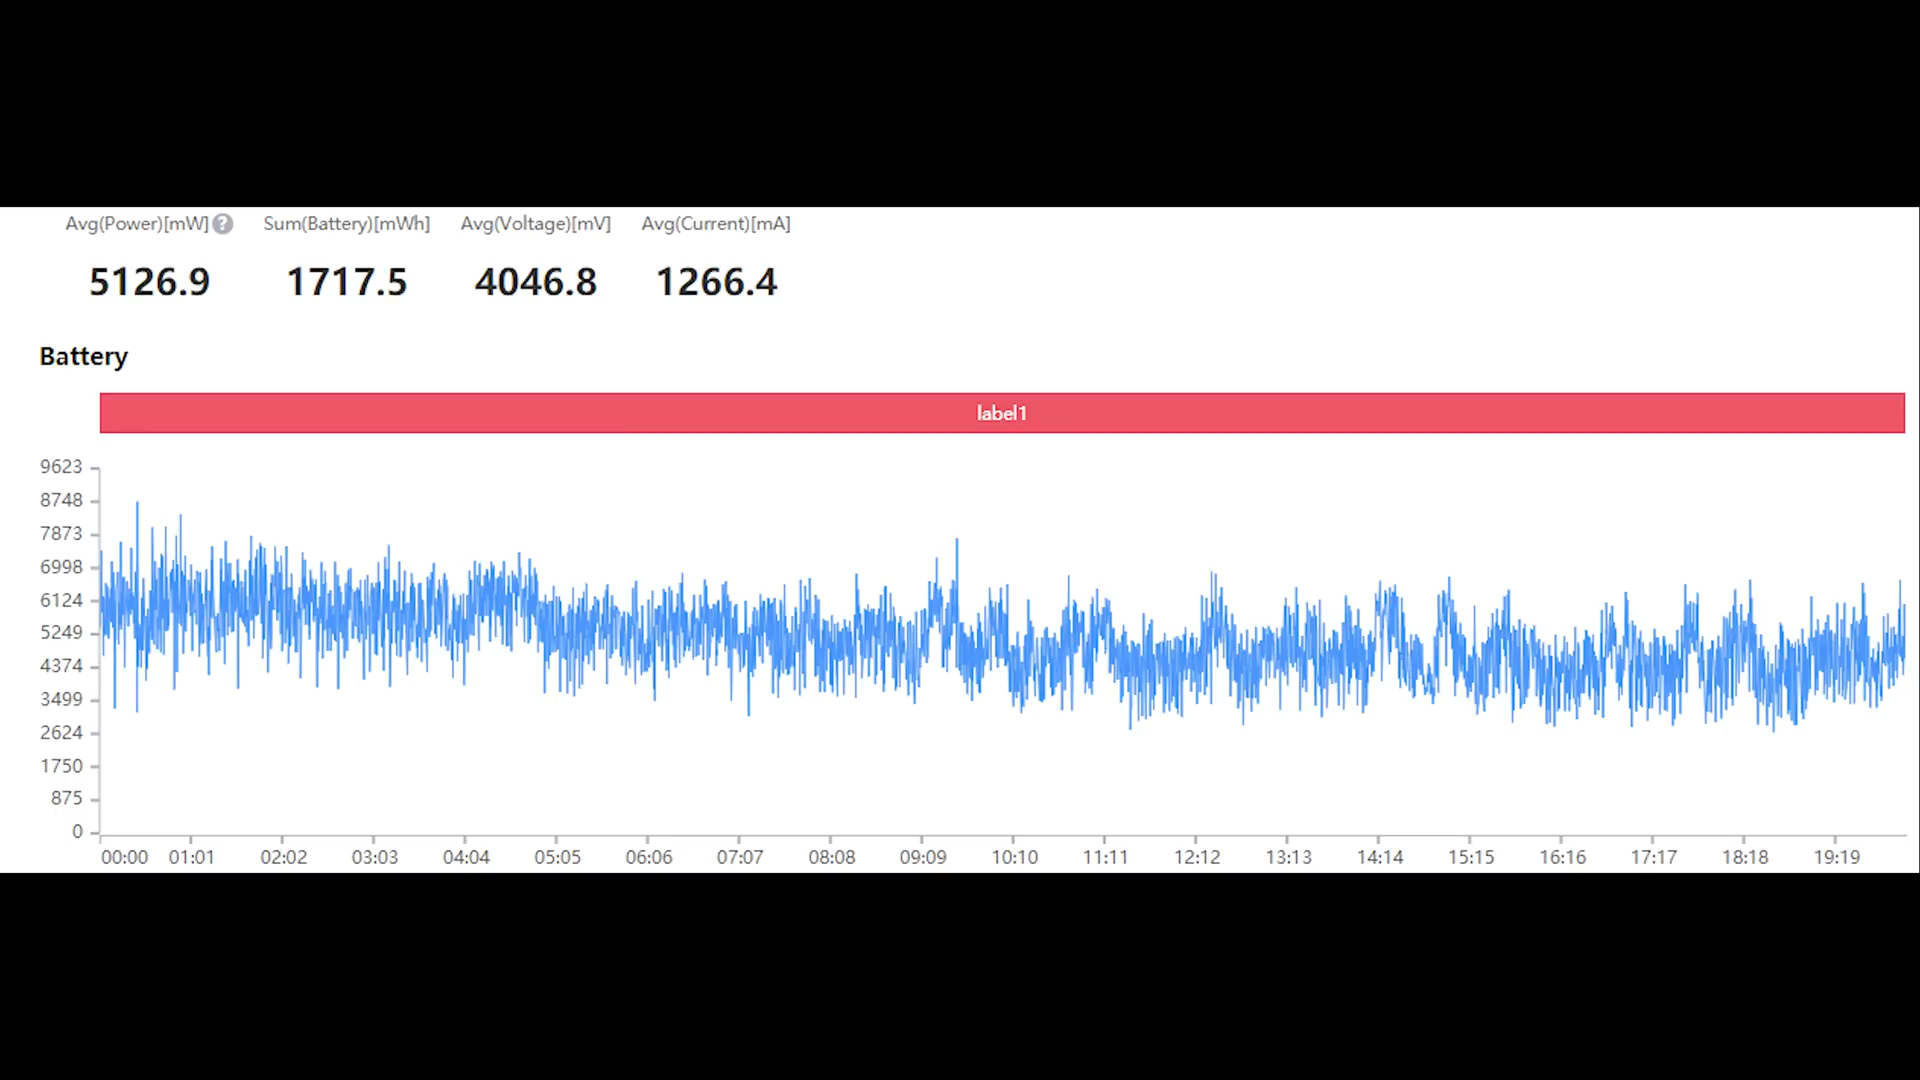 Avg(Power)[mW] ? Sum(Battery)[mWh] Avg(Voltage)[mV] Avg(Current)[mA]
5126.9 1717.5 4046.8 1266.4
Battery
label1
9623
8748
7873
6998
6124
5249
4374
3499
2624
1750
875
0
00:00 01:01 02:02 03:03 04:04 05:05 06:06 07:07 08:08 09:09 10:10 11:11 12:12 13:13 14:14 15:15 16:16 17:17 18:18 19:19